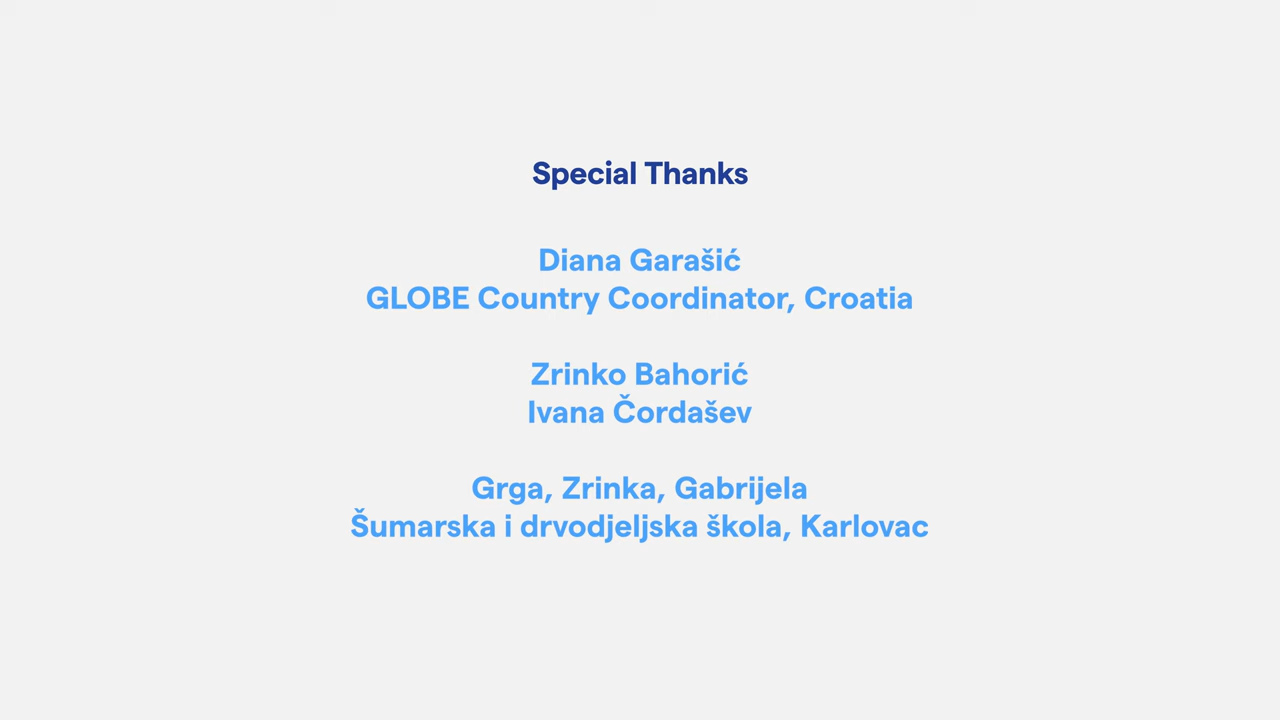 Special Thanks
Diana Garašić
GLOBE Country Coordinator, Croatia
Zrinko Bahorić
Ivana Čordašev
Grga, Zrinka, Gabrijela
Šumarska i drvodjeljska škola, Karlovac